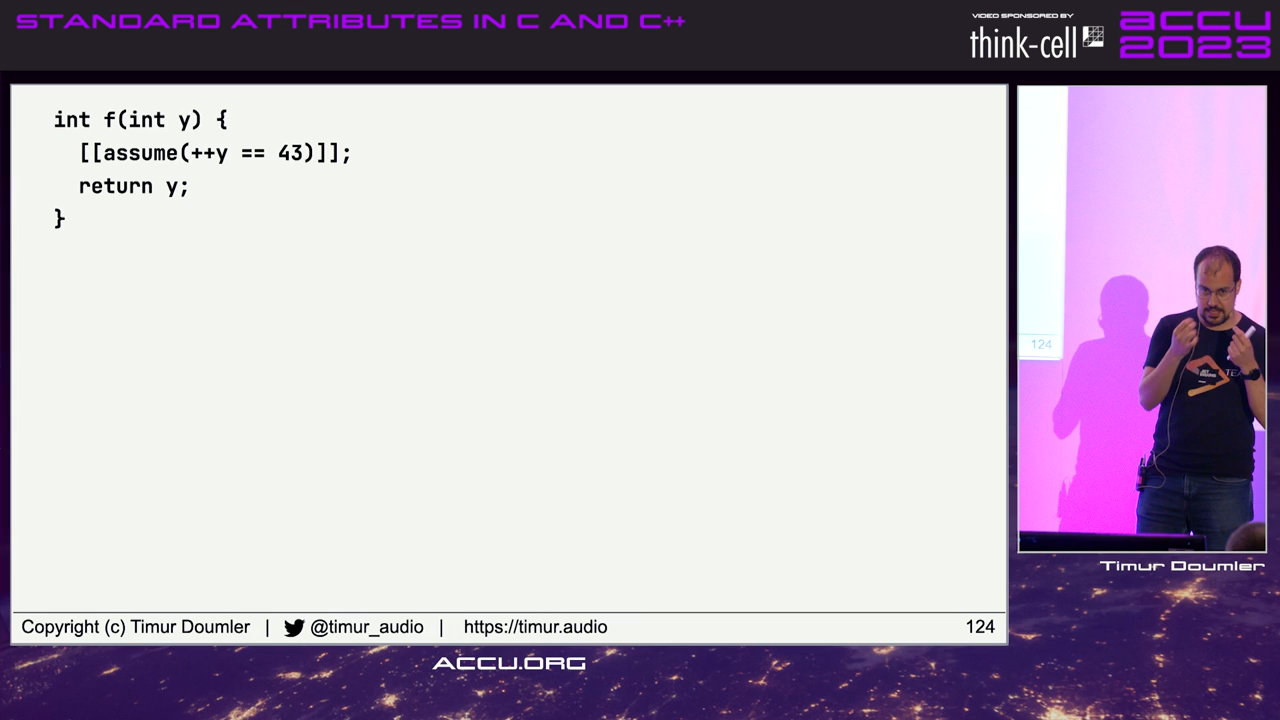 STANDARD ATTRIBUTES IN C AND C++
VIDEO SPONSORED BY
think-cell
accu
2023
int f(int y) {
[[assume(++y == 43)]];
return y;
}
124
Timur Doumler
Copyright (c) Timur Doumler | @timur_audio | https://timur.audio
124
ACCU.ORG